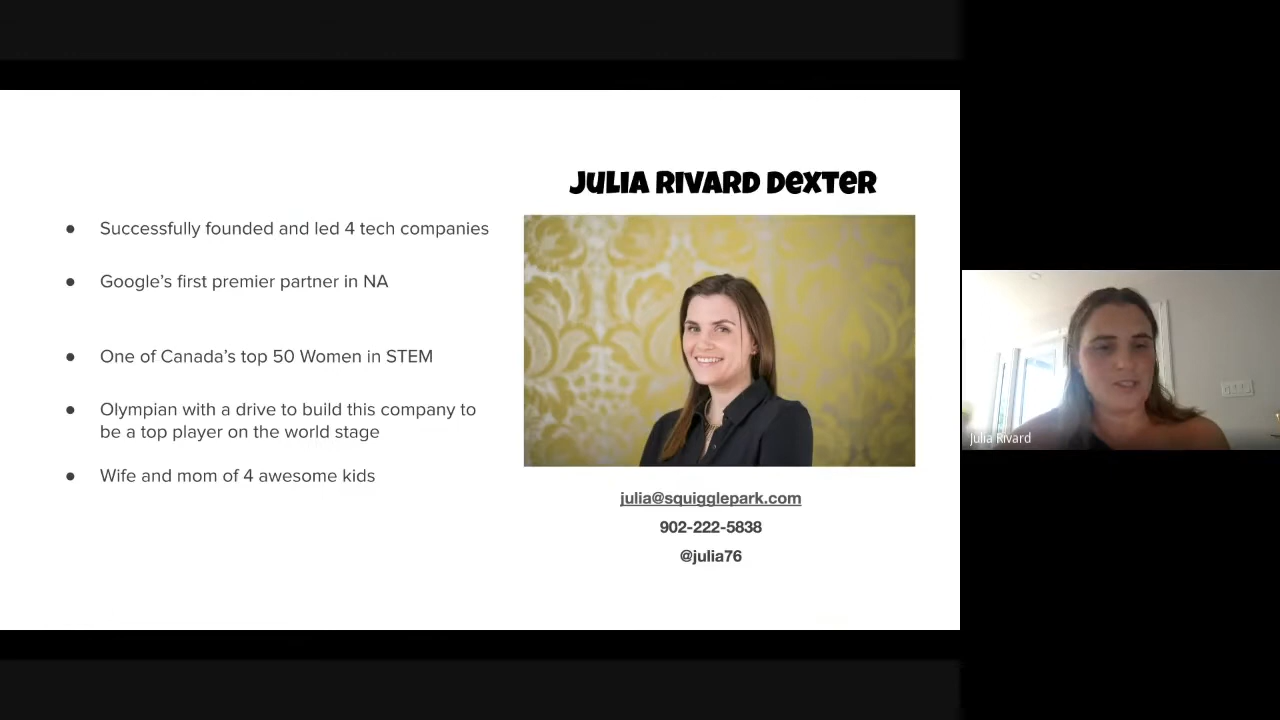 JULIA RIVARD DEXTER
● Successfully founded and led 4 tech companies
● Google’s first premier partner in NA
● One of Canada’s top 50 Women in STEM
● Olympian with a drive to build this company to
be a top player on the world stage
● Wife and mom of 4 awesome kids
julia@squigglepark.com
902-222-5838
@julia76
Julia Rivard